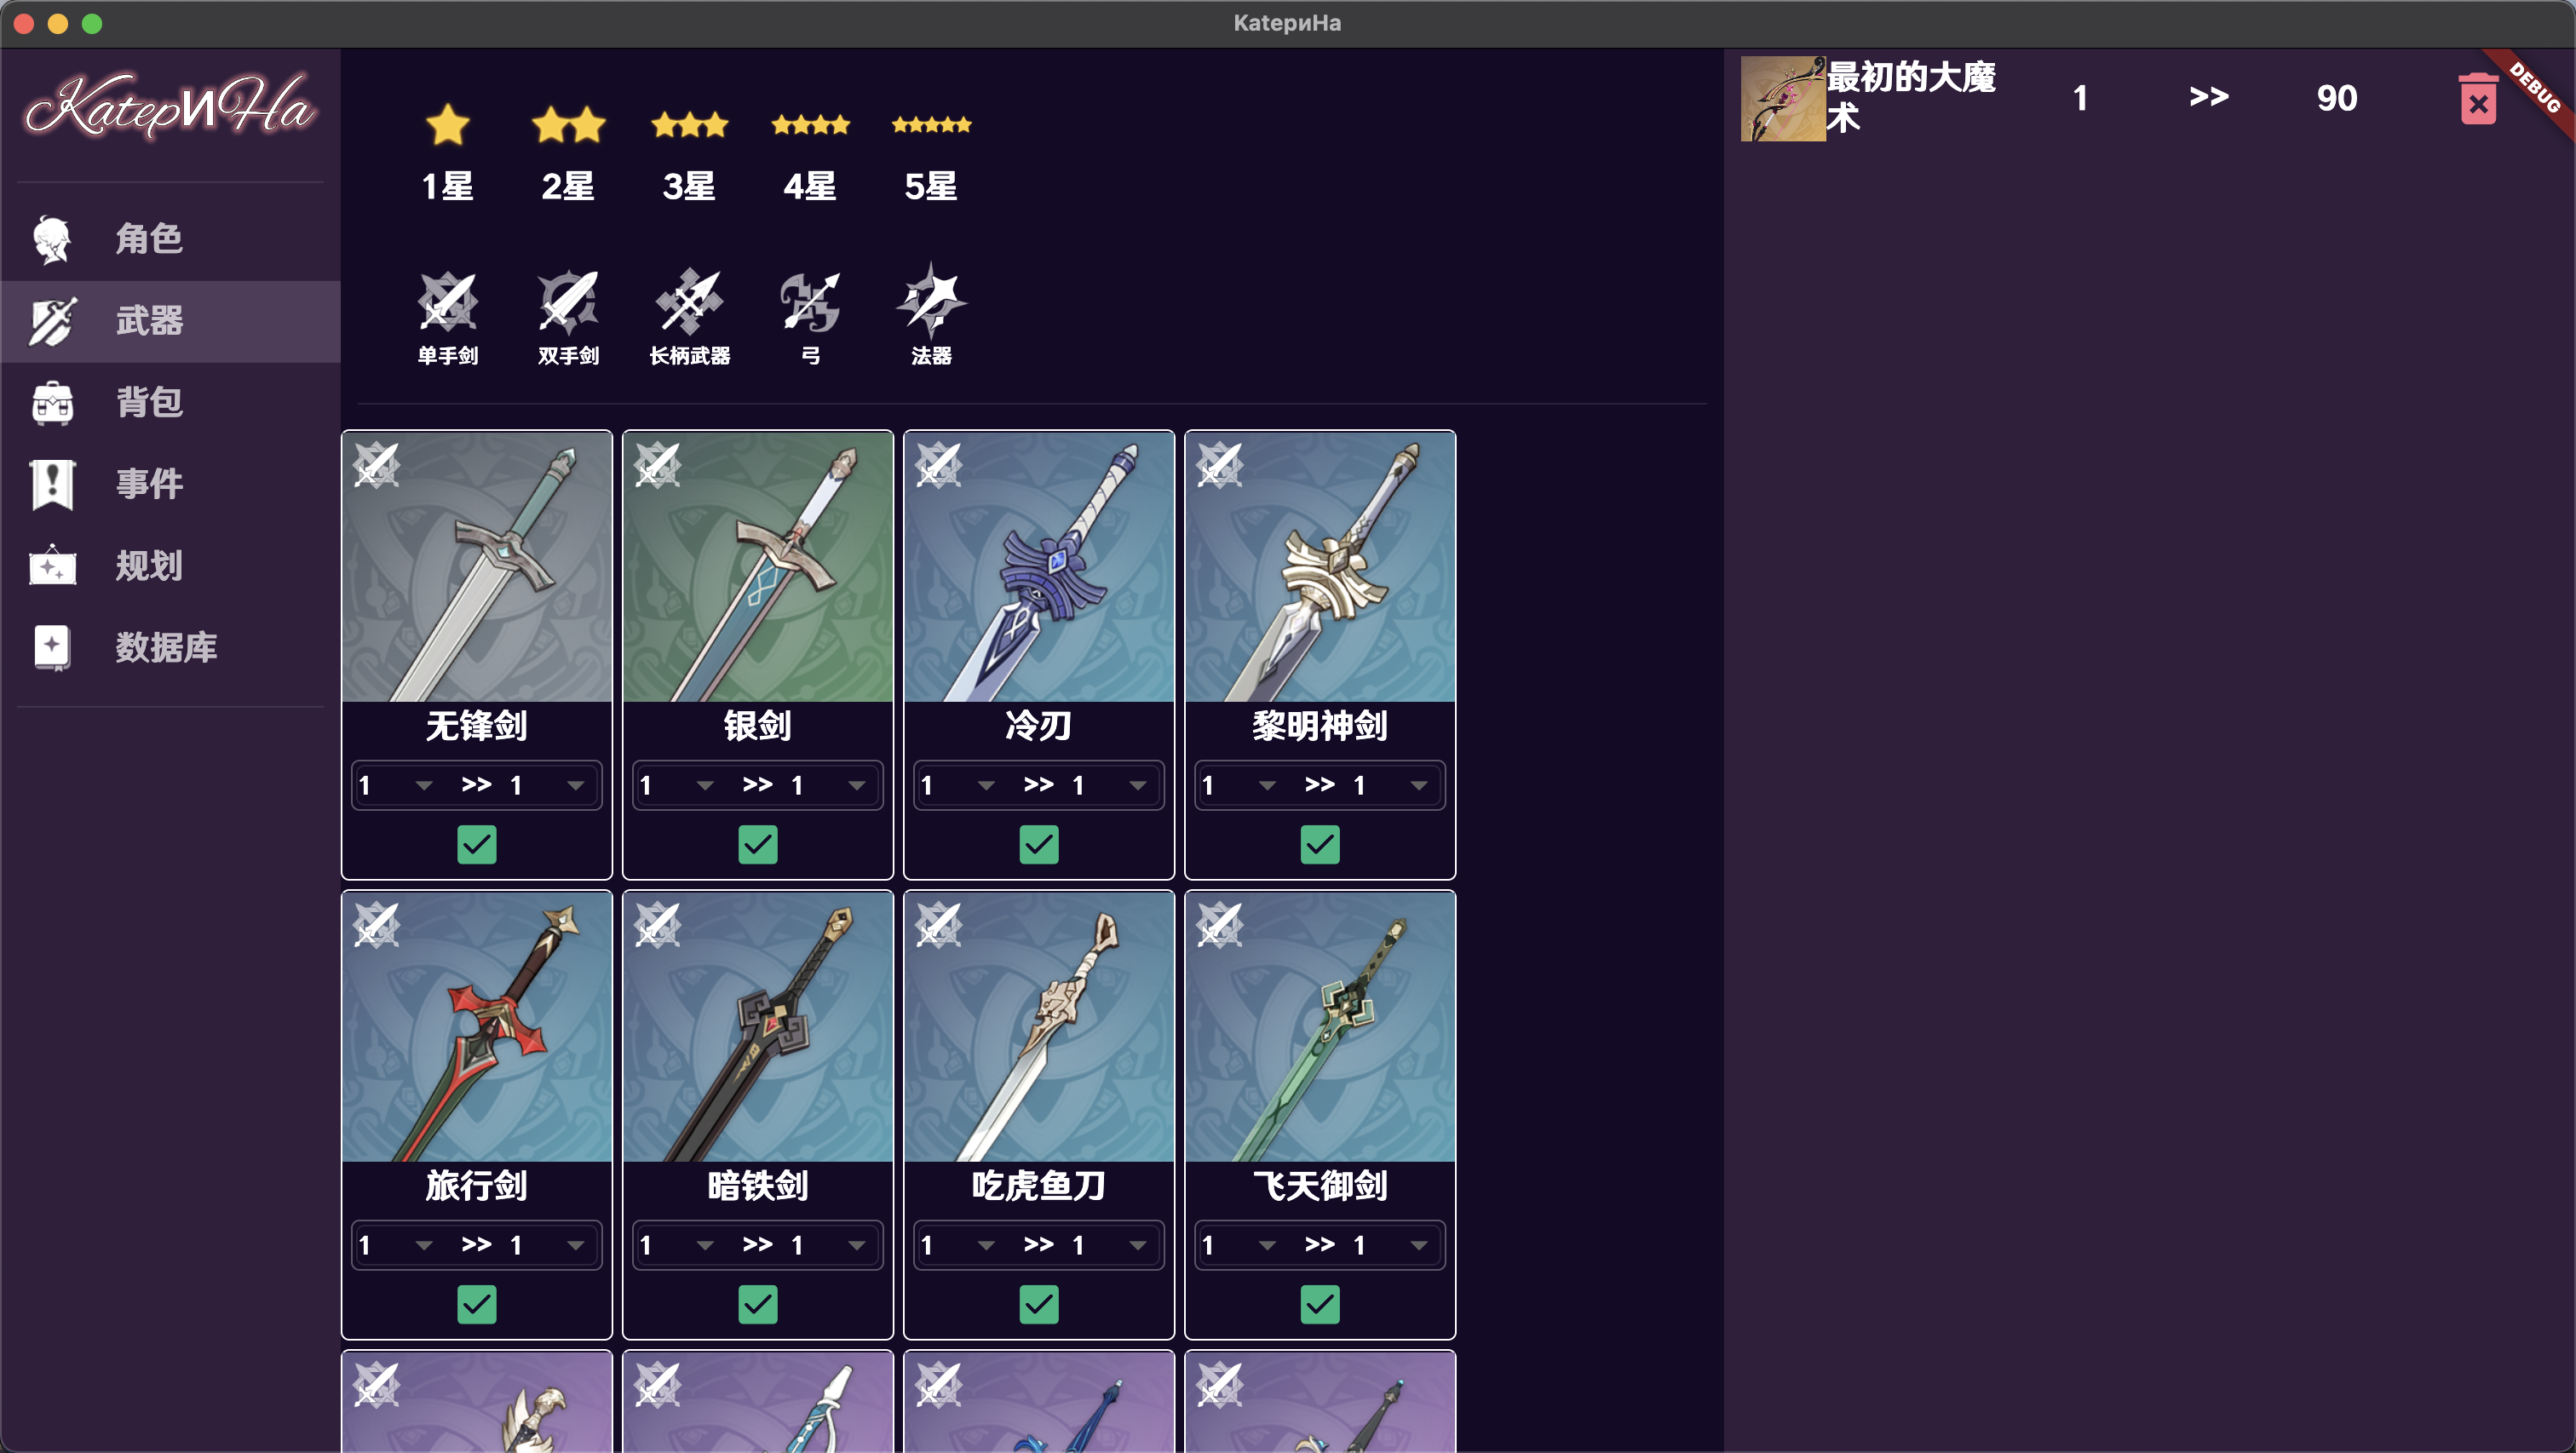 KaterиHa
KaterИHa
角色
武器
背包
事件
规划
数据库
1星
2星
3星
4星
5星
单手剑
双手剑
长柄武器
弓
法器
无锋剑
银剑
冷刃
黎明神剑
1 >> 1
1 >> 1
1 >> 1
1 >> 1
旅行剑
暗铁剑
吃虎鱼刀
飞天御剑
1 >> 1
1 >> 1
1 >> 1
1 >> 1
最初的大魔
术
1 >> 90
DEBUG